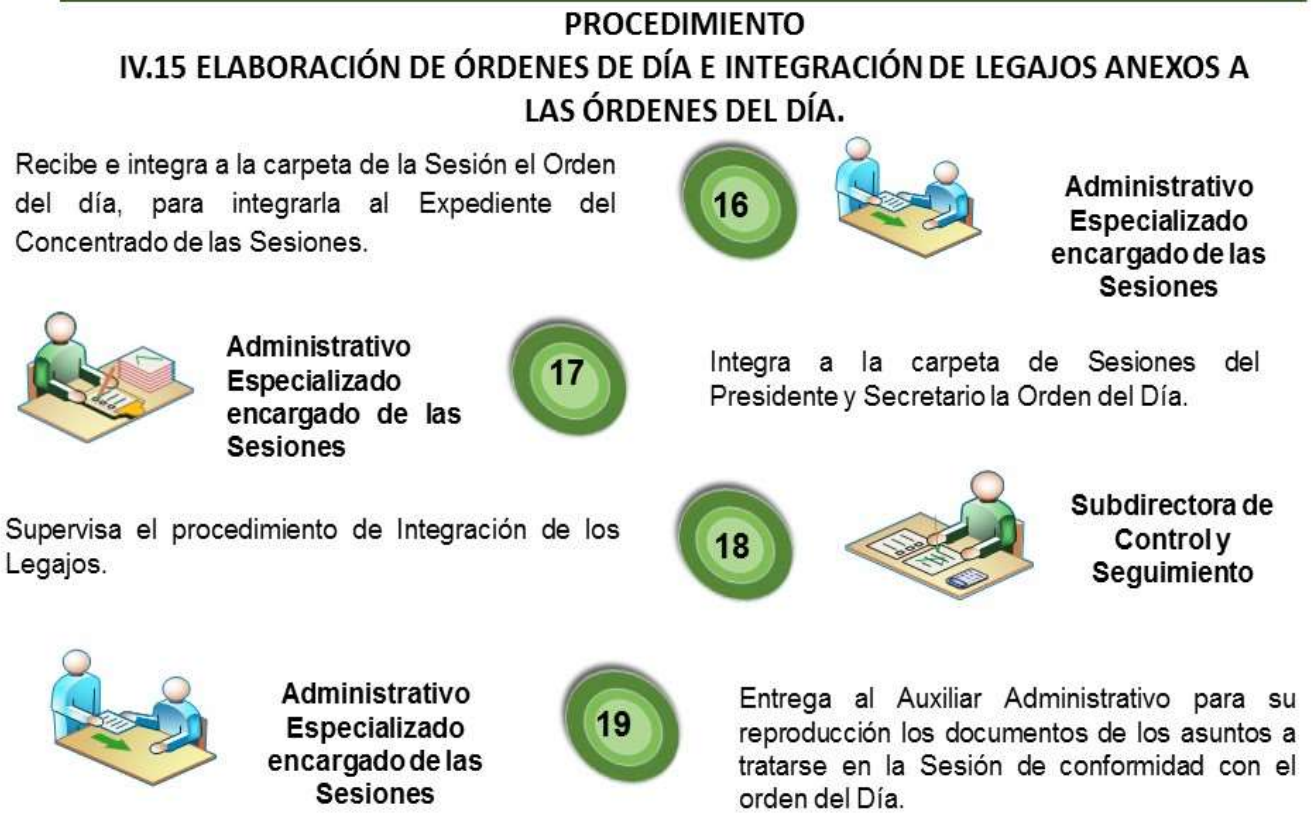 PROCEDIMIENTO
IV.15 ELABORACIÓN DE ÓRDENES DE DÍA E INTEGRACIÓN DE LEGAJOS ANEXOS A
LAS ÓRDENES DEL DÍA.
Recibe e integra a la carpeta de la Sesión el Orden
del día, para integrarla al Expediente del
Concentrado de las Sesiones.
16
Administrativo
Especializado
encargado de las
Sesiones
Administrativo
Especializado
encargado de las
Sesiones
17
Integra a la carpeta de Sesiones del
Presidente y Secretario la Orden del Día.
Supervisa el procedimiento de Integración de los
Legajos.
18
Subdirectora de
Control y
Seguimiento
Administrativo
Especializado
encargado de las
Sesiones
19
Entrega al Auxiliar Administrativo para su
reproducción los documentos de los asuntos a
tratarse en la Sesión de conformidad con el
orden del Día.